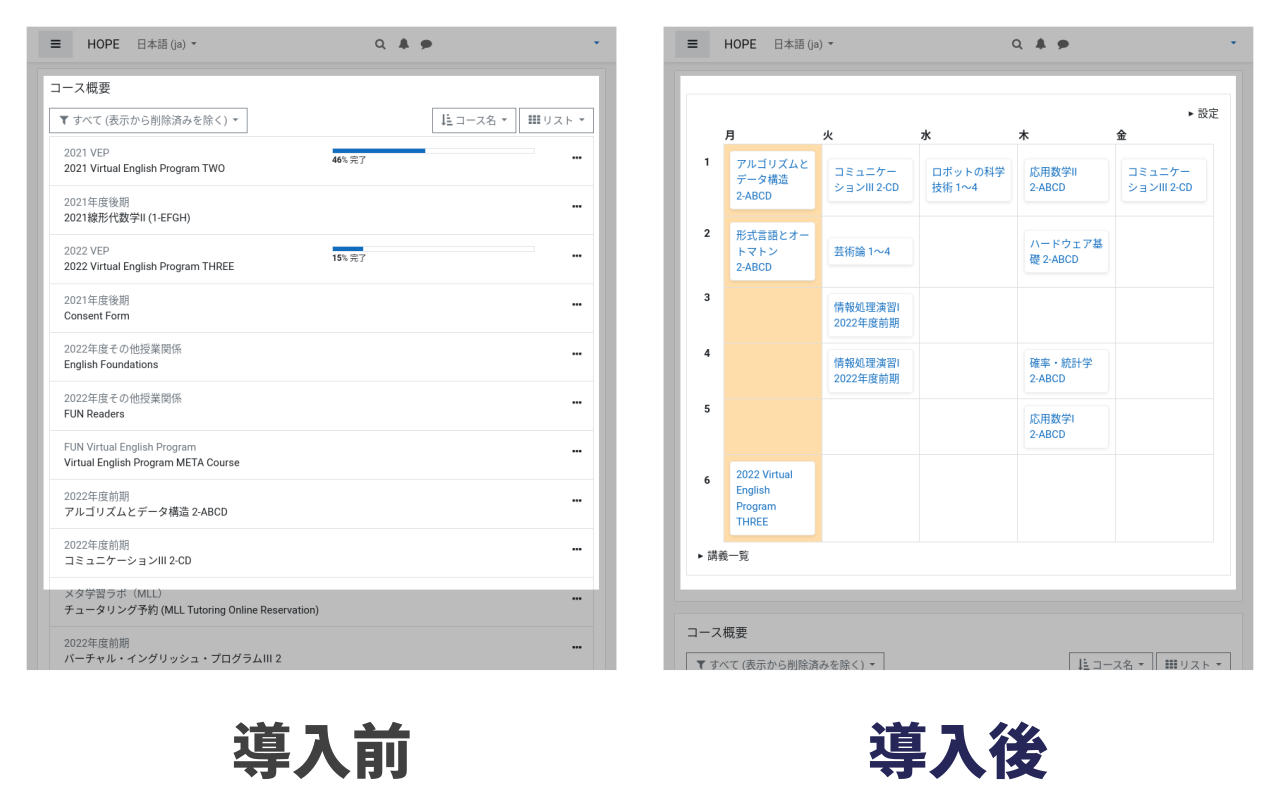 HOPE 日本語 (ja)
コース概要
すべて (表示から削除済みを除く)
コース名
リスト
2021 VEP
2021 Virtual English Program TWO
46% 完了
2021年度後期
2021線形代数学II (1-EFGH)
2022 VEP
2022 Virtual English Program THREE
15% 完了
2021年度後期
Consent Form
2022年度その他授業関係
English Foundations
2022年度その他授業関係
FUN Readers
FUN Virtual English Program
Virtual English Program META Course
2022年度前期
アルゴリズムとデータ構造 2-ABCD
2022年度前期
コミュニケーションIII 2-CD
メタ学習ラボ（MLL）
チュータリング予約 (MLL Tutoring Online Reservation)
2022年度前期
バーチャル・イングリッシュ・プログラムIII 2
導入前
HOPE 日本語 (ja)
設定
月 火 水 木 金
1
アルゴリズムと
データ構造
2-ABCD
コミュニケー
ションIII 2-CD
ロボットの科学
技術 1〜4
応用数学II
2-ABCD
コミュニケー
ションIII 2-CD
2
形式言語とオー
トマトン
2-ABCD
芸術論 1〜4
ハードウェア基
礎 2-ABCD
3
情報処理演習I
2022年度前期
4
情報処理演習I
2022年度前期
確率・統計学
2-ABCD
5
応用数学I
2-ABCD
6
2022 Virtual
English
Program
THREE
講義一覧
コース概要
すべて (表示から削除済みを除く)
コース名
リスト
導入後